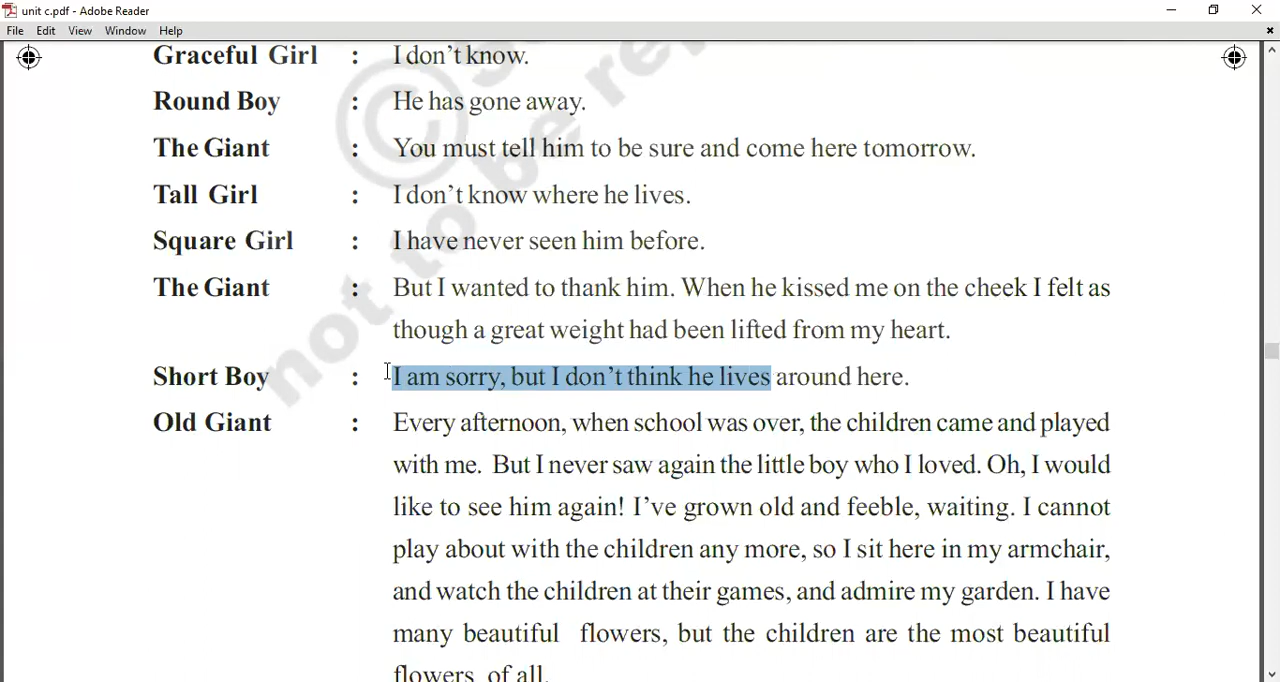 unit c.pdf - Adobe Reader
File Edit View Window Help
Graceful Girl : I don’t know.
Round Boy : He has gone away.
The Giant : You must tell him to be sure and come here tomorrow.
Tall Girl : I don’t know where he lives.
Square Girl : I have never seen him before.
The Giant : But I wanted to thank him. When he kissed me on the cheek I felt as
though a great weight had been lifted from my heart.
Short Boy : I am sorry, but I don’t think he lives around here.
Old Giant : Every afternoon, when school was over, the children came and played
with me. But I never saw again the little boy who I loved. Oh, I would
like to see him again! I’ve grown old and feeble, waiting. I cannot
play about with the children any more, so I sit here in my armchair,
and watch the children at their games, and admire my garden. I have
many beautiful flowers, but the children are the most beautiful
flowers of all.
©
not to be re